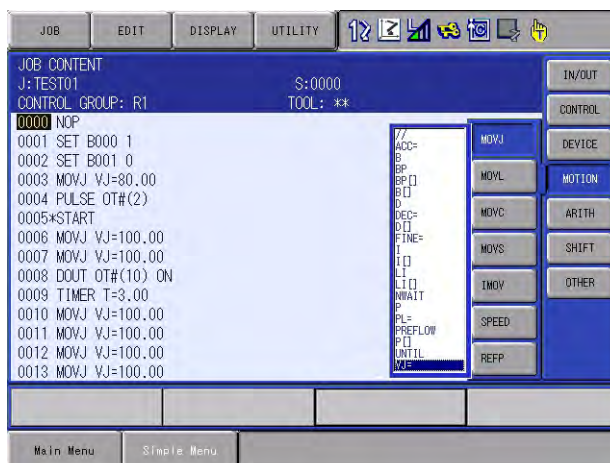 JOB EDIT DISPLAY UTILITY
JOB CONTENT
J:TEST01 S:0000
CONTROL GROUP: R1 TOOL: **
0000 NOP
0001 SET B000 1
0002 SET B001 0
0003 MOVJ VJ=80.00
0004 PULSE OT#(2)
0005*START
0006 MOVJ VJ=100.00
0007 MOVJ VJ=100.00
0008 DOUT OT#(10) ON
0009 TIMER T=3.00
0010 MOVJ VJ=100.00
0011 MOVJ VJ=100.00
0012 MOVJ VJ=100.00
0013 MOVJ VJ=100.00
//
ACC=
B
BP
BP[]
B[]
D
DEC=
D[]
FINE=
I
I[]
LI
LI[]
NWAIT
P
PL=
PREFLOW
P[]
UNTIL
VJ=
MOVJ
MOVL
MOVC
MOVS
IMOV
SPEED
REFP
IN/OUT
CONTROL
DEVICE
MOTION
ARITH
SHIFT
OTHER
Main Menu Simple Menu